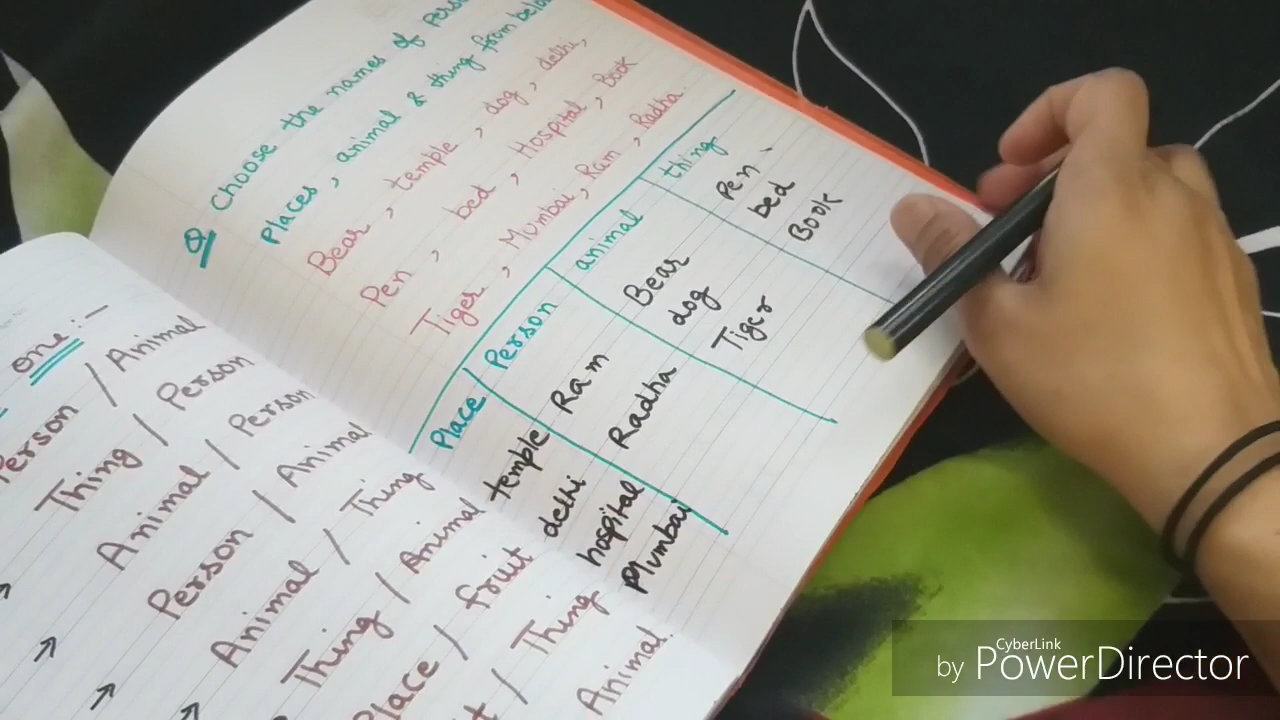 Q Choose the names of
Places, animal & thing from
Bear, temple, dog, delhi,
Pen, bed, Hospital, Book
Tiger, Mumbai, Ram, Radha.
Place Person animal thing
temple Ram Bear Pen
delhi Radha dog bed
hospital Tiger Book
Mumbai
one:-
Person / Animal
Thing / Person
Animal / Person
Person / Animal
Animal / Thing
Thing / Animal
Place / fruit
/ Thing
Animal.
CyberLink
by PowerDirector